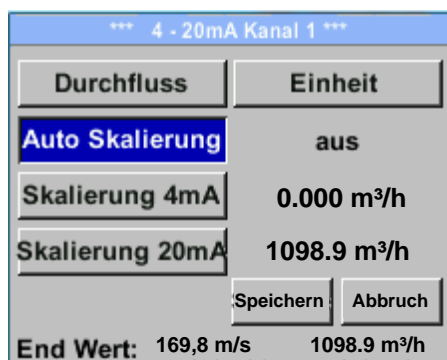 *** 4 - 20mA Kanal 1 ***
Durchfluss Einheit
Auto Skalierung aus
Skalierung 4mA 0.000 m³/h
Skalierung 20mA 1098.9 m³/h
Speichern Abbruch
End Wert: 169,8 m/s 1098.9 m³/h